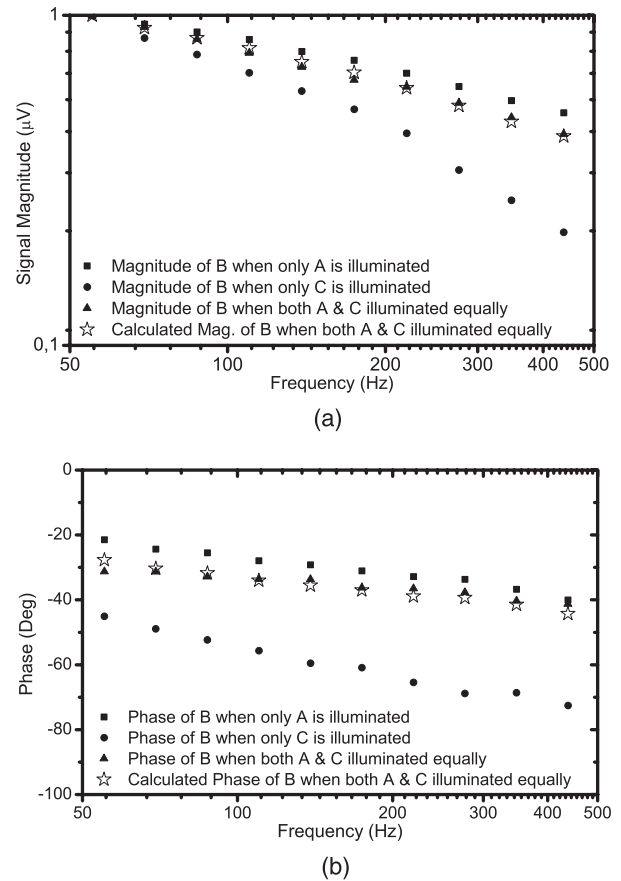 1
Signal Magnitude (μV)
Magnitude of B when only A is illuminated
Magnitude of B when only C is illuminated
Magnitude of B when both A & C illuminated equally
Calculated Mag. of B when both A & C illuminated equally
0,1
50 100 200 300 400 500
Frequency (Hz)
(a)
0
-20
-40
Phase (Deg)
-60
Phase of B when only A is illuminated
Phase of B when only C is illuminated
-80
Phase of B when both A & C illuminated equally
Calculated Phase of B when both A & C illuminated equally
-100
50 100 200 300 400 500
Frequency (Hz)
(b)